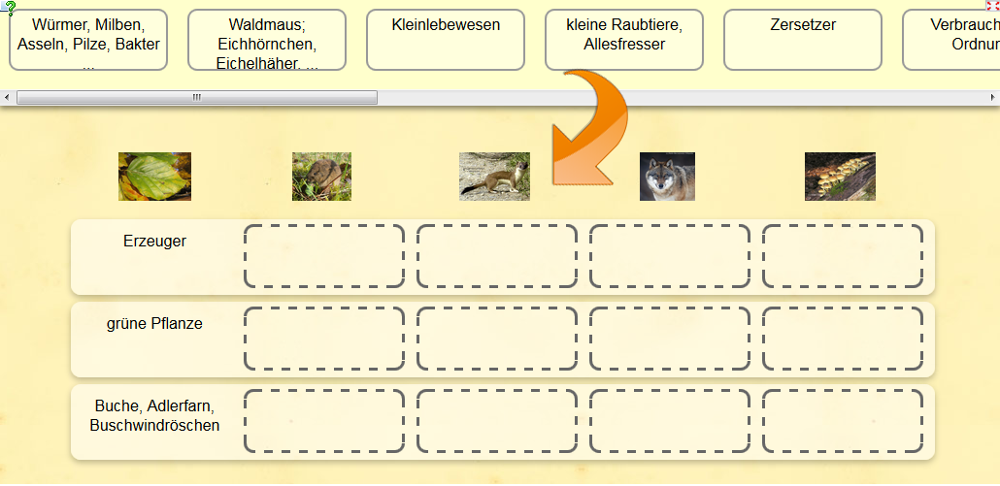 Würmer, Milben,
Asseln, Pilze, Bakter
...
Waldmaus;
Eichhörnchen,
Eichelhäher, ...
Kleinlebewesen
kleine Raubtiere,
Allesfresser
Zersetzer
Verbrauch
Ordnur
Erzeuger
grüne Pflanze
Buche, Adlerfarn,
Buschwindröschen